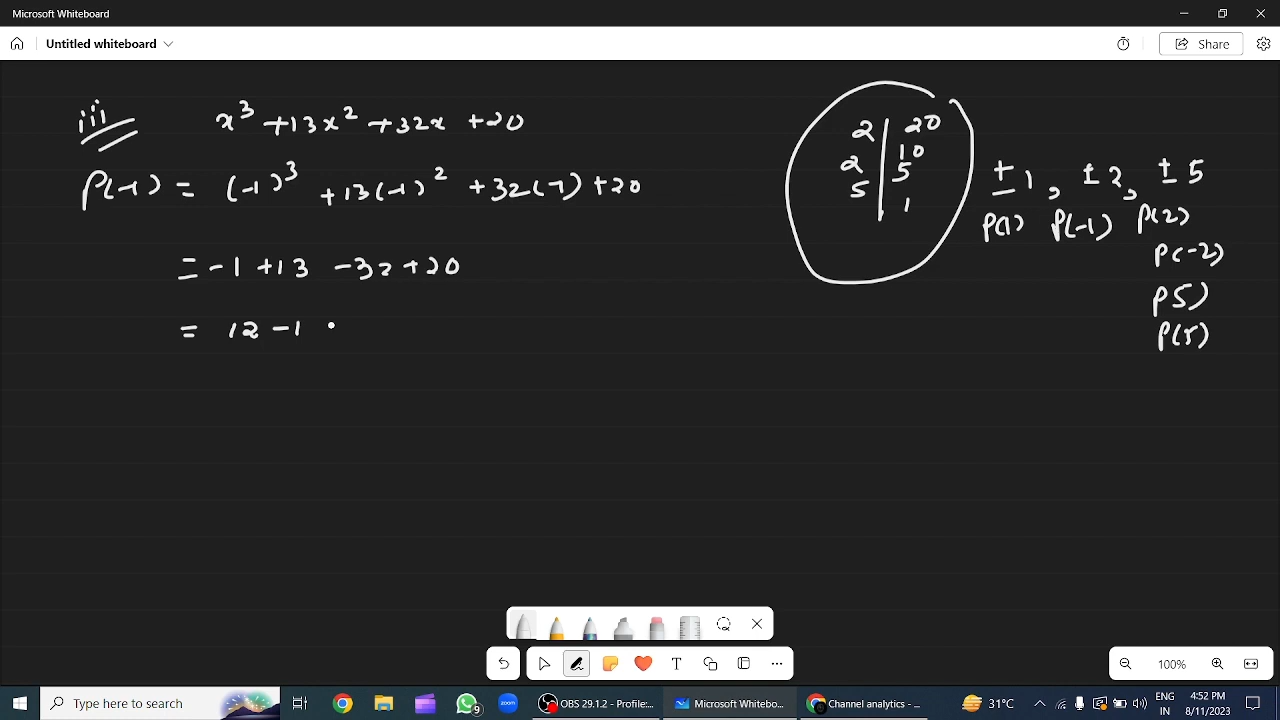 Microsoft Whiteboard
Untitled whiteboard
Share
iii
x³ +13x² +32x +20
P(-1) = (-1)³ +13(-1)² +32(-1) +20
= -1 +13 -32 +20
= 12 -1
2 | 20
2 | 10
5 | 5
1
± 1, ± 2, ± 5
P(1) P(-1) P(2)
P(-2)
P5)
P(5)
100%
Type here to search
9
OBS 29.1.2 - Profile:...
Microsoft Whitebo...
Channel analytics - ...
31°C
ENG
IN
4:52 PM
8/11/2023